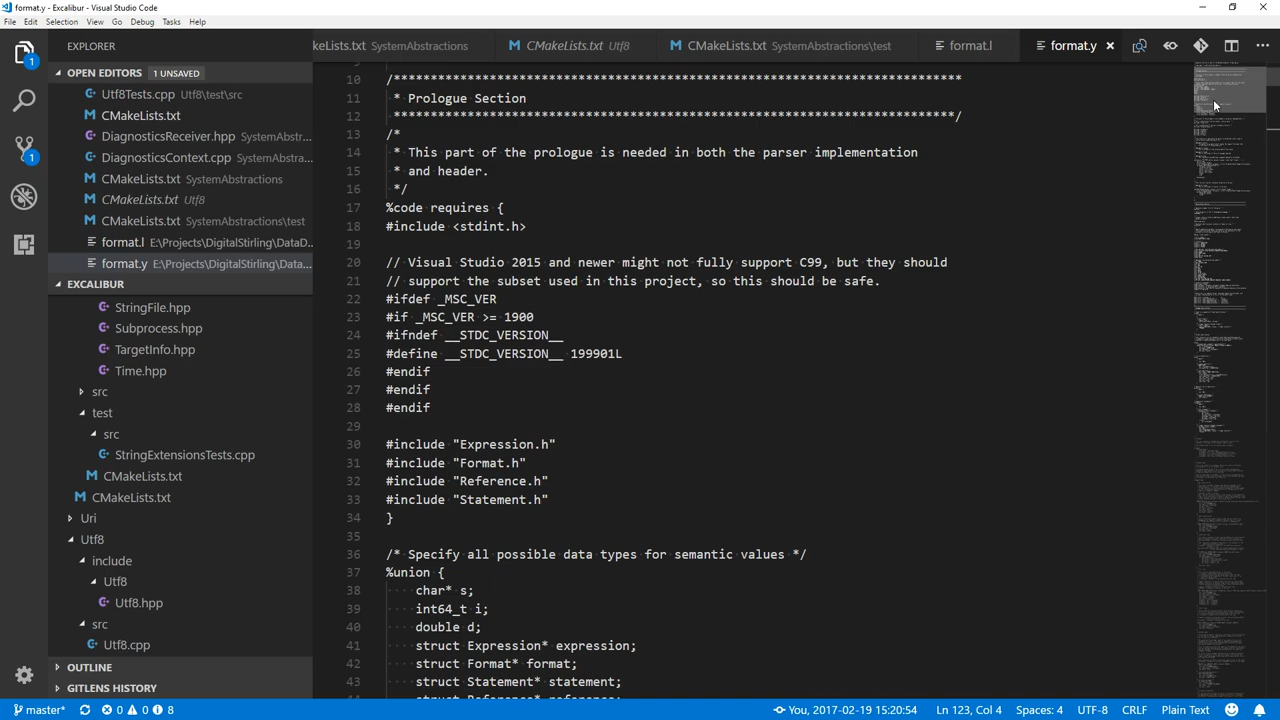 format.y - Excalibur - Visual Studio Code
File Edit Selection View Go Debug Tasks Help
EXPLORER
keLists.txt SystemAbstractions
CMakeLists.txt Utf8
CMakeLists.txt SystemAbstractions\test
format.l
format.y
1
1
OPEN EDITORS 1 UNSAVED
Utf8Tests.cpp Utf8\test\src
CMakeLists.txt
DiagnosticsReceiver.hpp SystemAbstr...
DiagnosticsContext.cpp SystemAbstra...
CMakeLists.txt SystemAbstractions
CMakeLists.txt Utf8
CMakeLists.txt SystemAbstractions\test
format.l E:\Projects\DigitalStirling\DataD...
format.y E:\Projects\DigitalStirling\Data...
EXCALIBUR
StringFile.hpp
Subprocess.hpp
TargetInfo.hpp
Time.hpp
src
test
src
StringExtensionsTests.cpp
CMakeLists.txt
CMakeLists.txt
Uri
Utf8
include
Utf8
Utf8.hpp
src
Utf8.cpp
OUTLINE
GITLENS HISTORY
10 /*****************************************************************************
11 * Prologue Section
12 *****************************************************************************/
13 /*
14 * This part of the prologue is needed in both the parser implementation
15 * and header.
16 */
17 %code requires {
18 #include <stdint.h>
19
20 // Visual Studio 2015 and newer might not fully support C99, but they should
21 // support the subset used in this project, so this should be safe.
22 #ifdef _MSC_VER
23 #if _MSC_VER >= 1900
24 #ifndef __STDC_VERSION__
25 #define __STDC_VERSION__ 199901L
26 #endif
27 #endif
28 #endif
29
30 #include "Expression.h"
31 #include "Format.h"
32 #include "Reference.h"
33 #include "Statement.h"
34 }
35
36 /* Specify all possible data types for semantic values */
37 %union {
38 char* s;
39 int64_t i;
40 double d;
41 struct Expression* expression;
42 struct Format* format;
43 struct Statement* statement;
master* 0 0 8 You, 2017-02-19 15:20:54 Ln 123, Col 4 Spaces: 4 UTF-8 CRLF Plain Text